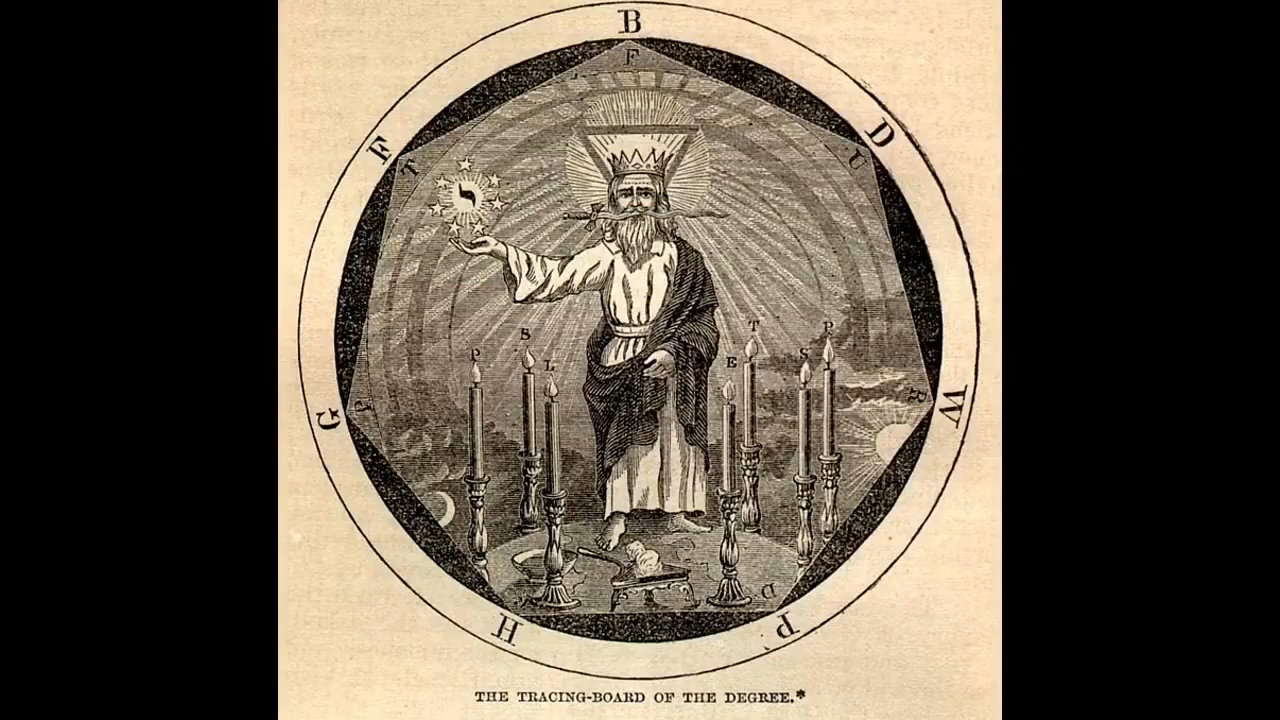 B
D
W
P
H
G
F
F
U
R
D
T
P
S
L
E
T
S
P
י
THE TRACING-BOARD OF THE DEGREE.*